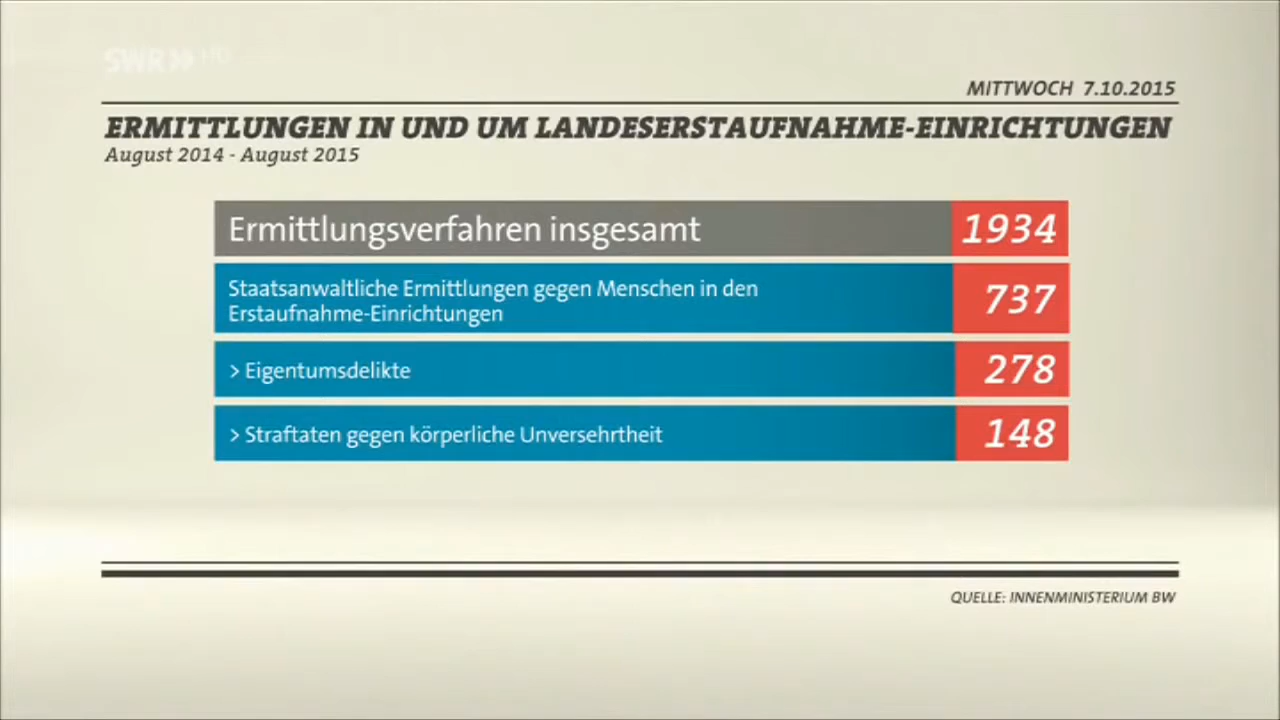 SWR» HD
MITTWOCH 7.10.2015
ERMITTLUNGEN IN UND UM LANDESERSTAUFNAHME-EINRICHTUNGEN
August 2014 - August 2015
Ermittlungsverfahren insgesamt 1934
Staatsanwaltliche Ermittlungen gegen Menschen in den
Erstaufnahme-Einrichtungen 737
> Eigentumsdelikte 278
> Straftaten gegen körperliche Unversehrtheit 148
QUELLE: INNENMINISTERIUM BW